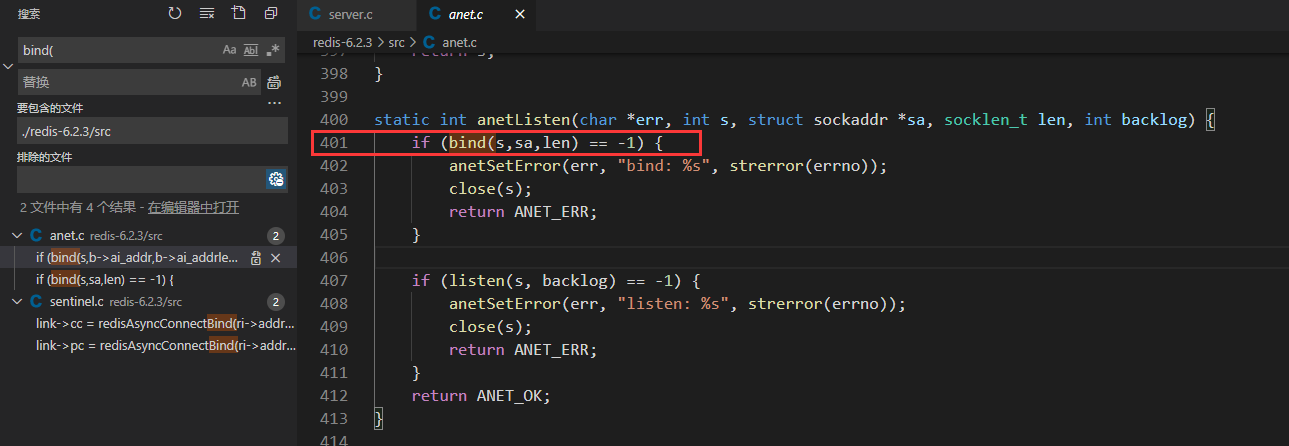 搜索
bind(
Aa Abl .*
替换
AB
要包含的文件
...
./redis-6.2.3/src
排除的文件
2 文件中有 4 个结果 - 在编辑器中打开
C anet.c redis-6.2.3/src 2
if (bind(s,b->ai_addr,b->ai_addrle...
if (bind(s,sa,len) == -1) {
C sentinel.c redis-6.2.3/src 2
link->cc = redisAsyncConnectBind(ri->addr...
link->pc = redisAsyncConnectBind(ri->addr...
C server.c
C anet.c
redis-6.2.3 > src > C anet.c
398 }
399
400 static int anetListen(char *err, int s, struct sockaddr *sa, socklen_t len, int backlog) {
401 if (bind(s,sa,len) == -1) {
402 anetSetError(err, "bind: %s", strerror(errno));
403 close(s);
404 return ANET_ERR;
405 }
406
407 if (listen(s, backlog) == -1) {
408 anetSetError(err, "listen: %s", strerror(errno));
409 close(s);
410 return ANET_ERR;
411 }
412 return ANET_OK;
413 }
414